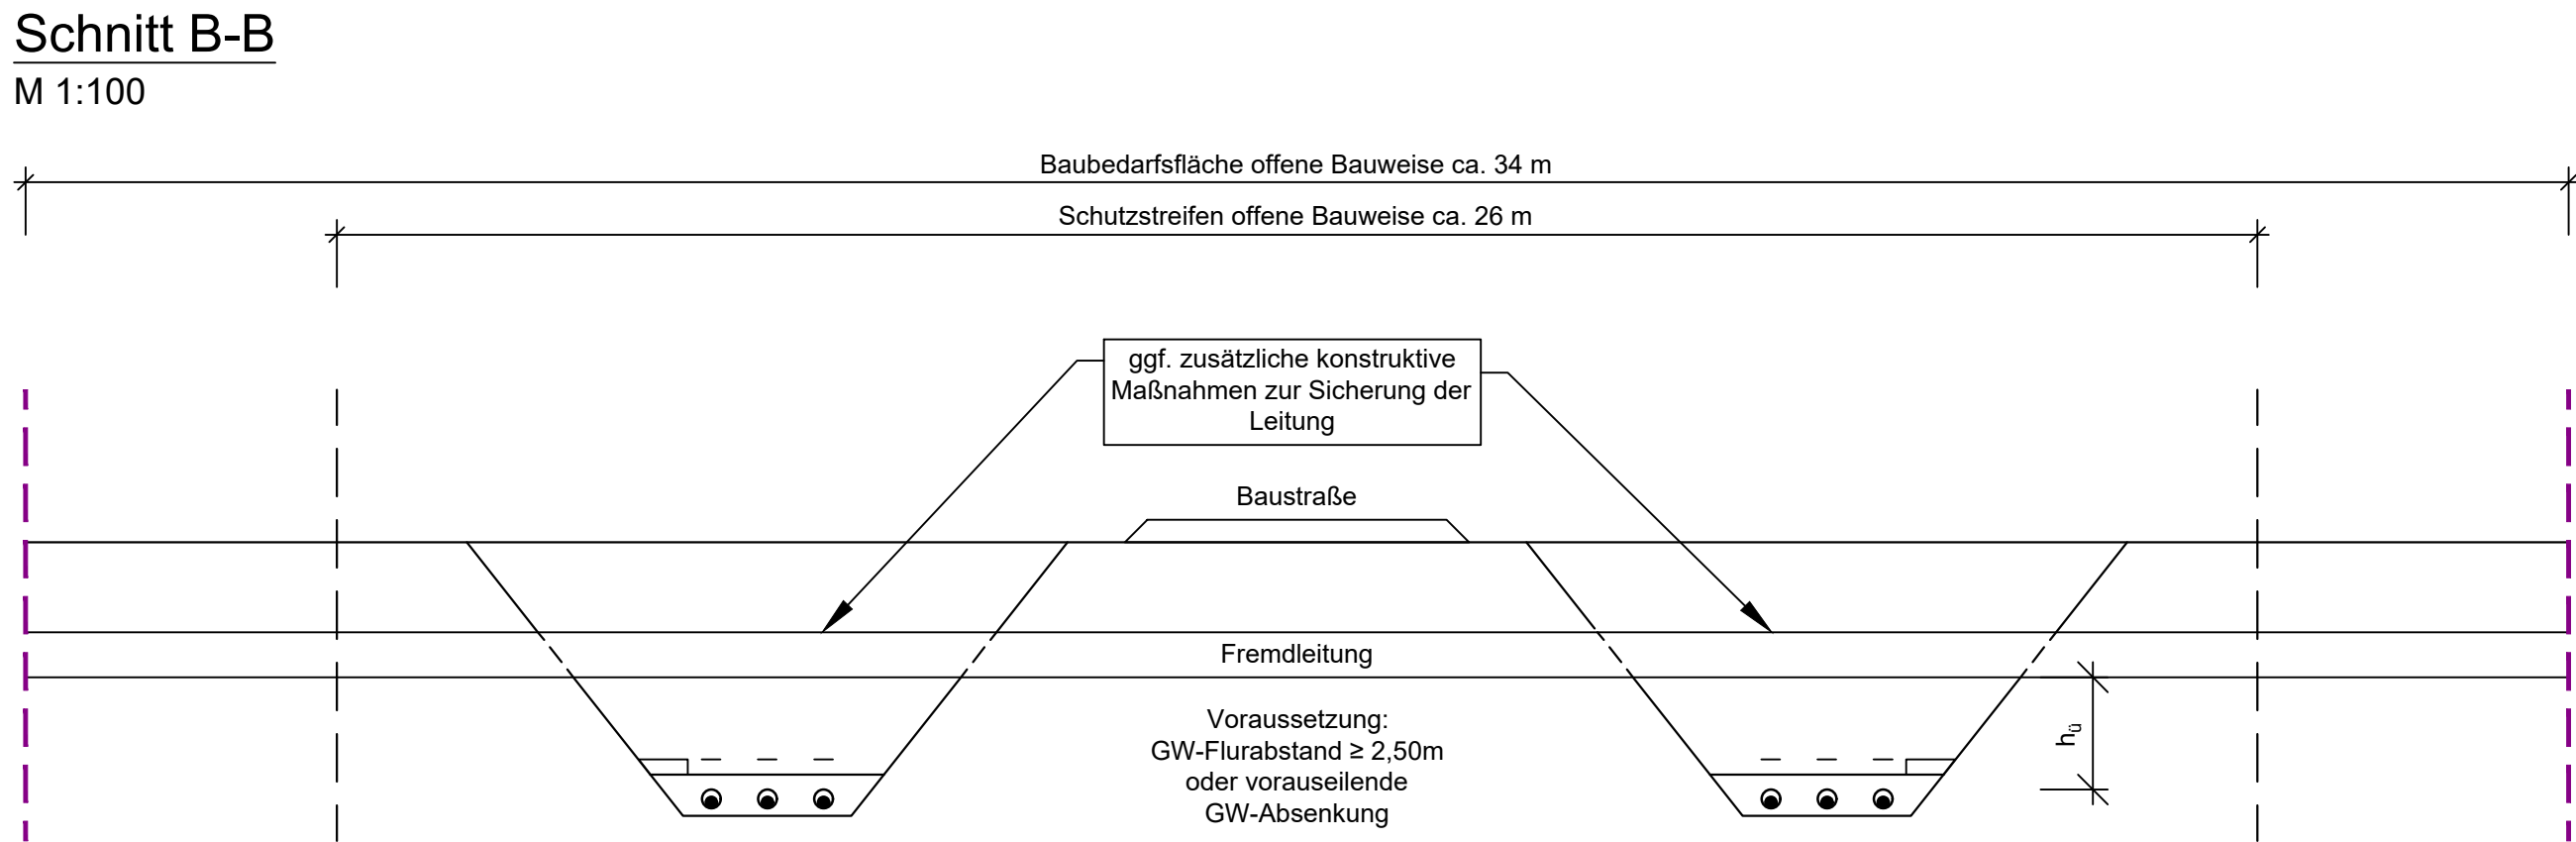 Schnitt B-B
M 1:100
Baubedarfsfläche offene Bauweise ca. 34 m
Schutzstreifen offene Bauweise ca. 26 m
ggf. zusätzliche konstruktive
Maßnahmen zur Sicherung der
Leitung
Baustraße
Fremdleitung
Voraussetzung:
GW-Flurabstand ≥ 2,50m
oder vorauseilende
GW-Absenkung
hü